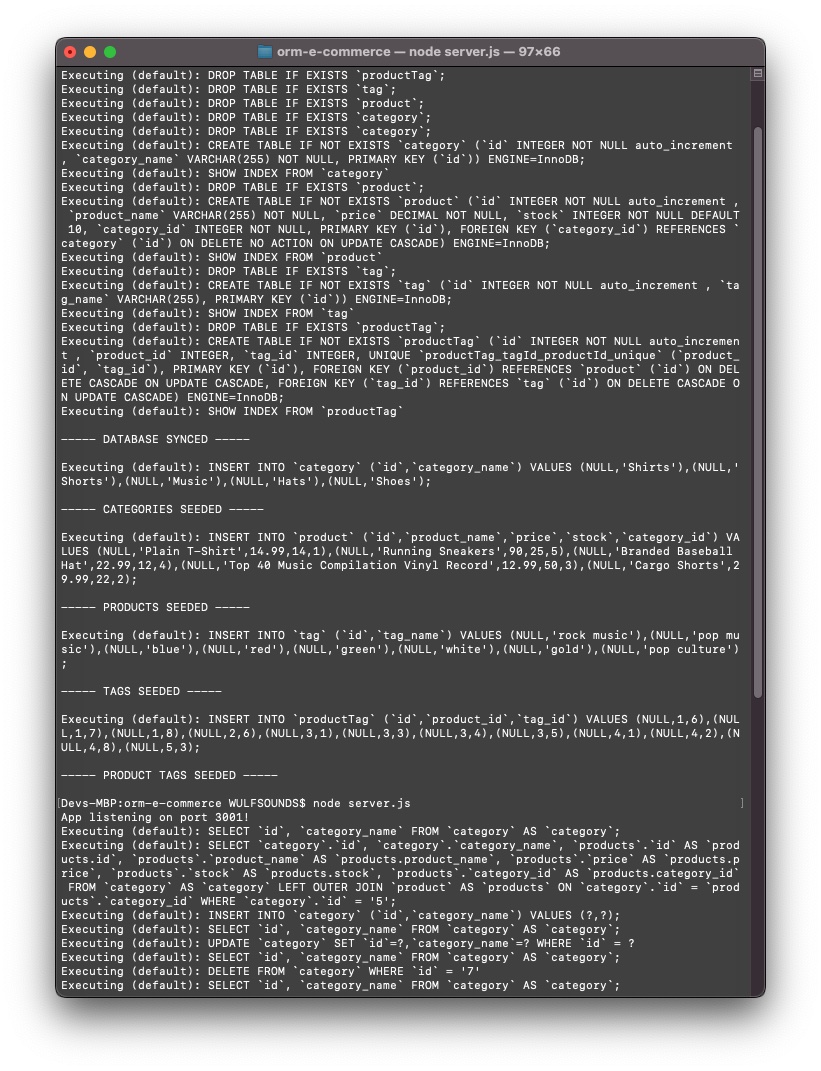 orm-e-commerce — node server.js — 97×66
Executing (default): DROP TABLE IF EXISTS `productTag`;
Executing (default): DROP TABLE IF EXISTS `tag`;
Executing (default): DROP TABLE IF EXISTS `product`;
Executing (default): DROP TABLE IF EXISTS `category`;
Executing (default): DROP TABLE IF EXISTS `category`;
Executing (default): CREATE TABLE IF NOT EXISTS `category` (`id` INTEGER NOT NULL auto_increment
, `category_name` VARCHAR(255) NOT NULL, PRIMARY KEY (`id`)) ENGINE=InnoDB;
Executing (default): SHOW INDEX FROM `category`
Executing (default): DROP TABLE IF EXISTS `product`;
Executing (default): CREATE TABLE IF NOT EXISTS `product` (`id` INTEGER NOT NULL auto_increment ,
`product_name` VARCHAR(255) NOT NULL, `price` DECIMAL NOT NULL, `stock` INTEGER NOT NULL DEFAULT
10, `category_id` INTEGER NOT NULL, PRIMARY KEY (`id`), FOREIGN KEY (`category_id`) REFERENCES `
category` (`id`) ON DELETE NO ACTION ON UPDATE CASCADE) ENGINE=InnoDB;
Executing (default): SHOW INDEX FROM `product`
Executing (default): DROP TABLE IF EXISTS `tag`;
Executing (default): CREATE TABLE IF NOT EXISTS `tag` (`id` INTEGER NOT NULL auto_increment , `ta
g_name` VARCHAR(255), PRIMARY KEY (`id`)) ENGINE=InnoDB;
Executing (default): SHOW INDEX FROM `tag`
Executing (default): DROP TABLE IF EXISTS `productTag`;
Executing (default): CREATE TABLE IF NOT EXISTS `productTag` (`id` INTEGER NOT NULL auto_incremen
t , `product_id` INTEGER, `tag_id` INTEGER, UNIQUE `productTag_tagId_productId_unique` (`product_
id`, `tag_id`), PRIMARY KEY (`id`), FOREIGN KEY (`product_id`) REFERENCES `product` (`id`) ON DEL
ETE CASCADE ON UPDATE CASCADE, FOREIGN KEY (`tag_id`) REFERENCES `tag` (`id`) ON DELETE CASCADE O
N UPDATE CASCADE) ENGINE=InnoDB;
Executing (default): SHOW INDEX FROM `productTag`
----- DATABASE SYNCED -----
Executing (default): INSERT INTO `category` (`id`,`category_name`) VALUES (NULL,'Shirts'),(NULL,'
Shorts'),(NULL,'Music'),(NULL,'Hats'),(NULL,'Shoes');
----- CATEGORIES SEEDED -----
Executing (default): INSERT INTO `product` (`id`,`product_name`,`price`,`stock`,`category_id`) VA
LUES (NULL,'Plain T-Shirt',14.99,14,1),(NULL,'Running Sneakers',90,25,5),(NULL,'Branded Baseball
Hat',22.99,12,4),(NULL,'Top 40 Music Compilation Vinyl Record',12.99,50,3),(NULL,'Cargo Shorts',2
9.99,22,2);
----- PRODUCTS SEEDED -----
Executing (default): INSERT INTO `tag` (`id`,`tag_name`) VALUES (NULL,'rock music'),(NULL,'pop mu
sic'),(NULL,'blue'),(NULL,'red'),(NULL,'green'),(NULL,'white'),(NULL,'gold'),(NULL,'pop culture')
;
----- TAGS SEEDED -----
Executing (default): INSERT INTO `productTag` (`id`,`product_id`,`tag_id`) VALUES (NULL,1,6),(NUL
L,1,7),(NULL,1,8),(NULL,2,6),(NULL,3,1),(NULL,3,3),(NULL,3,4),(NULL,3,5),(NULL,4,1),(NULL,4,2),(N
ULL,4,8),(NULL,5,3);
----- PRODUCT TAGS SEEDED -----
[Devs-MBP:orm-e-commerce WULFSOUNDS$ node server.js ]
App listening on port 3001!
Executing (default): SELECT `id`, `category_name` FROM `category` AS `category`;
Executing (default): SELECT `category`.`id`, `category`.`category_name`, `products`.`id` AS `prod
ucts.id`, `products`.`product_name` AS `products.product_name`, `products`.`price` AS `products.p
rice`, `products`.`stock` AS `products.stock`, `products`.`category_id` AS `products.category_id`
FROM `category` AS `category` LEFT OUTER JOIN `product` AS `products` ON `category`.`id` = `prod
ucts`.`category_id` WHERE `category`.`id` = '5';
Executing (default): INSERT INTO `category` (`id`,`category_name`) VALUES (?,?);
Executing (default): SELECT `id`, `category_name` FROM `category` AS `category`;
Executing (default): UPDATE `category` SET `id`=?,`category_name`=? WHERE `id` = ?
Executing (default): SELECT `id`, `category_name` FROM `category` AS `category`;
Executing (default): DELETE FROM `category` WHERE `id` = '7'
Executing (default): SELECT `id`, `category_name` FROM `category` AS `category`;